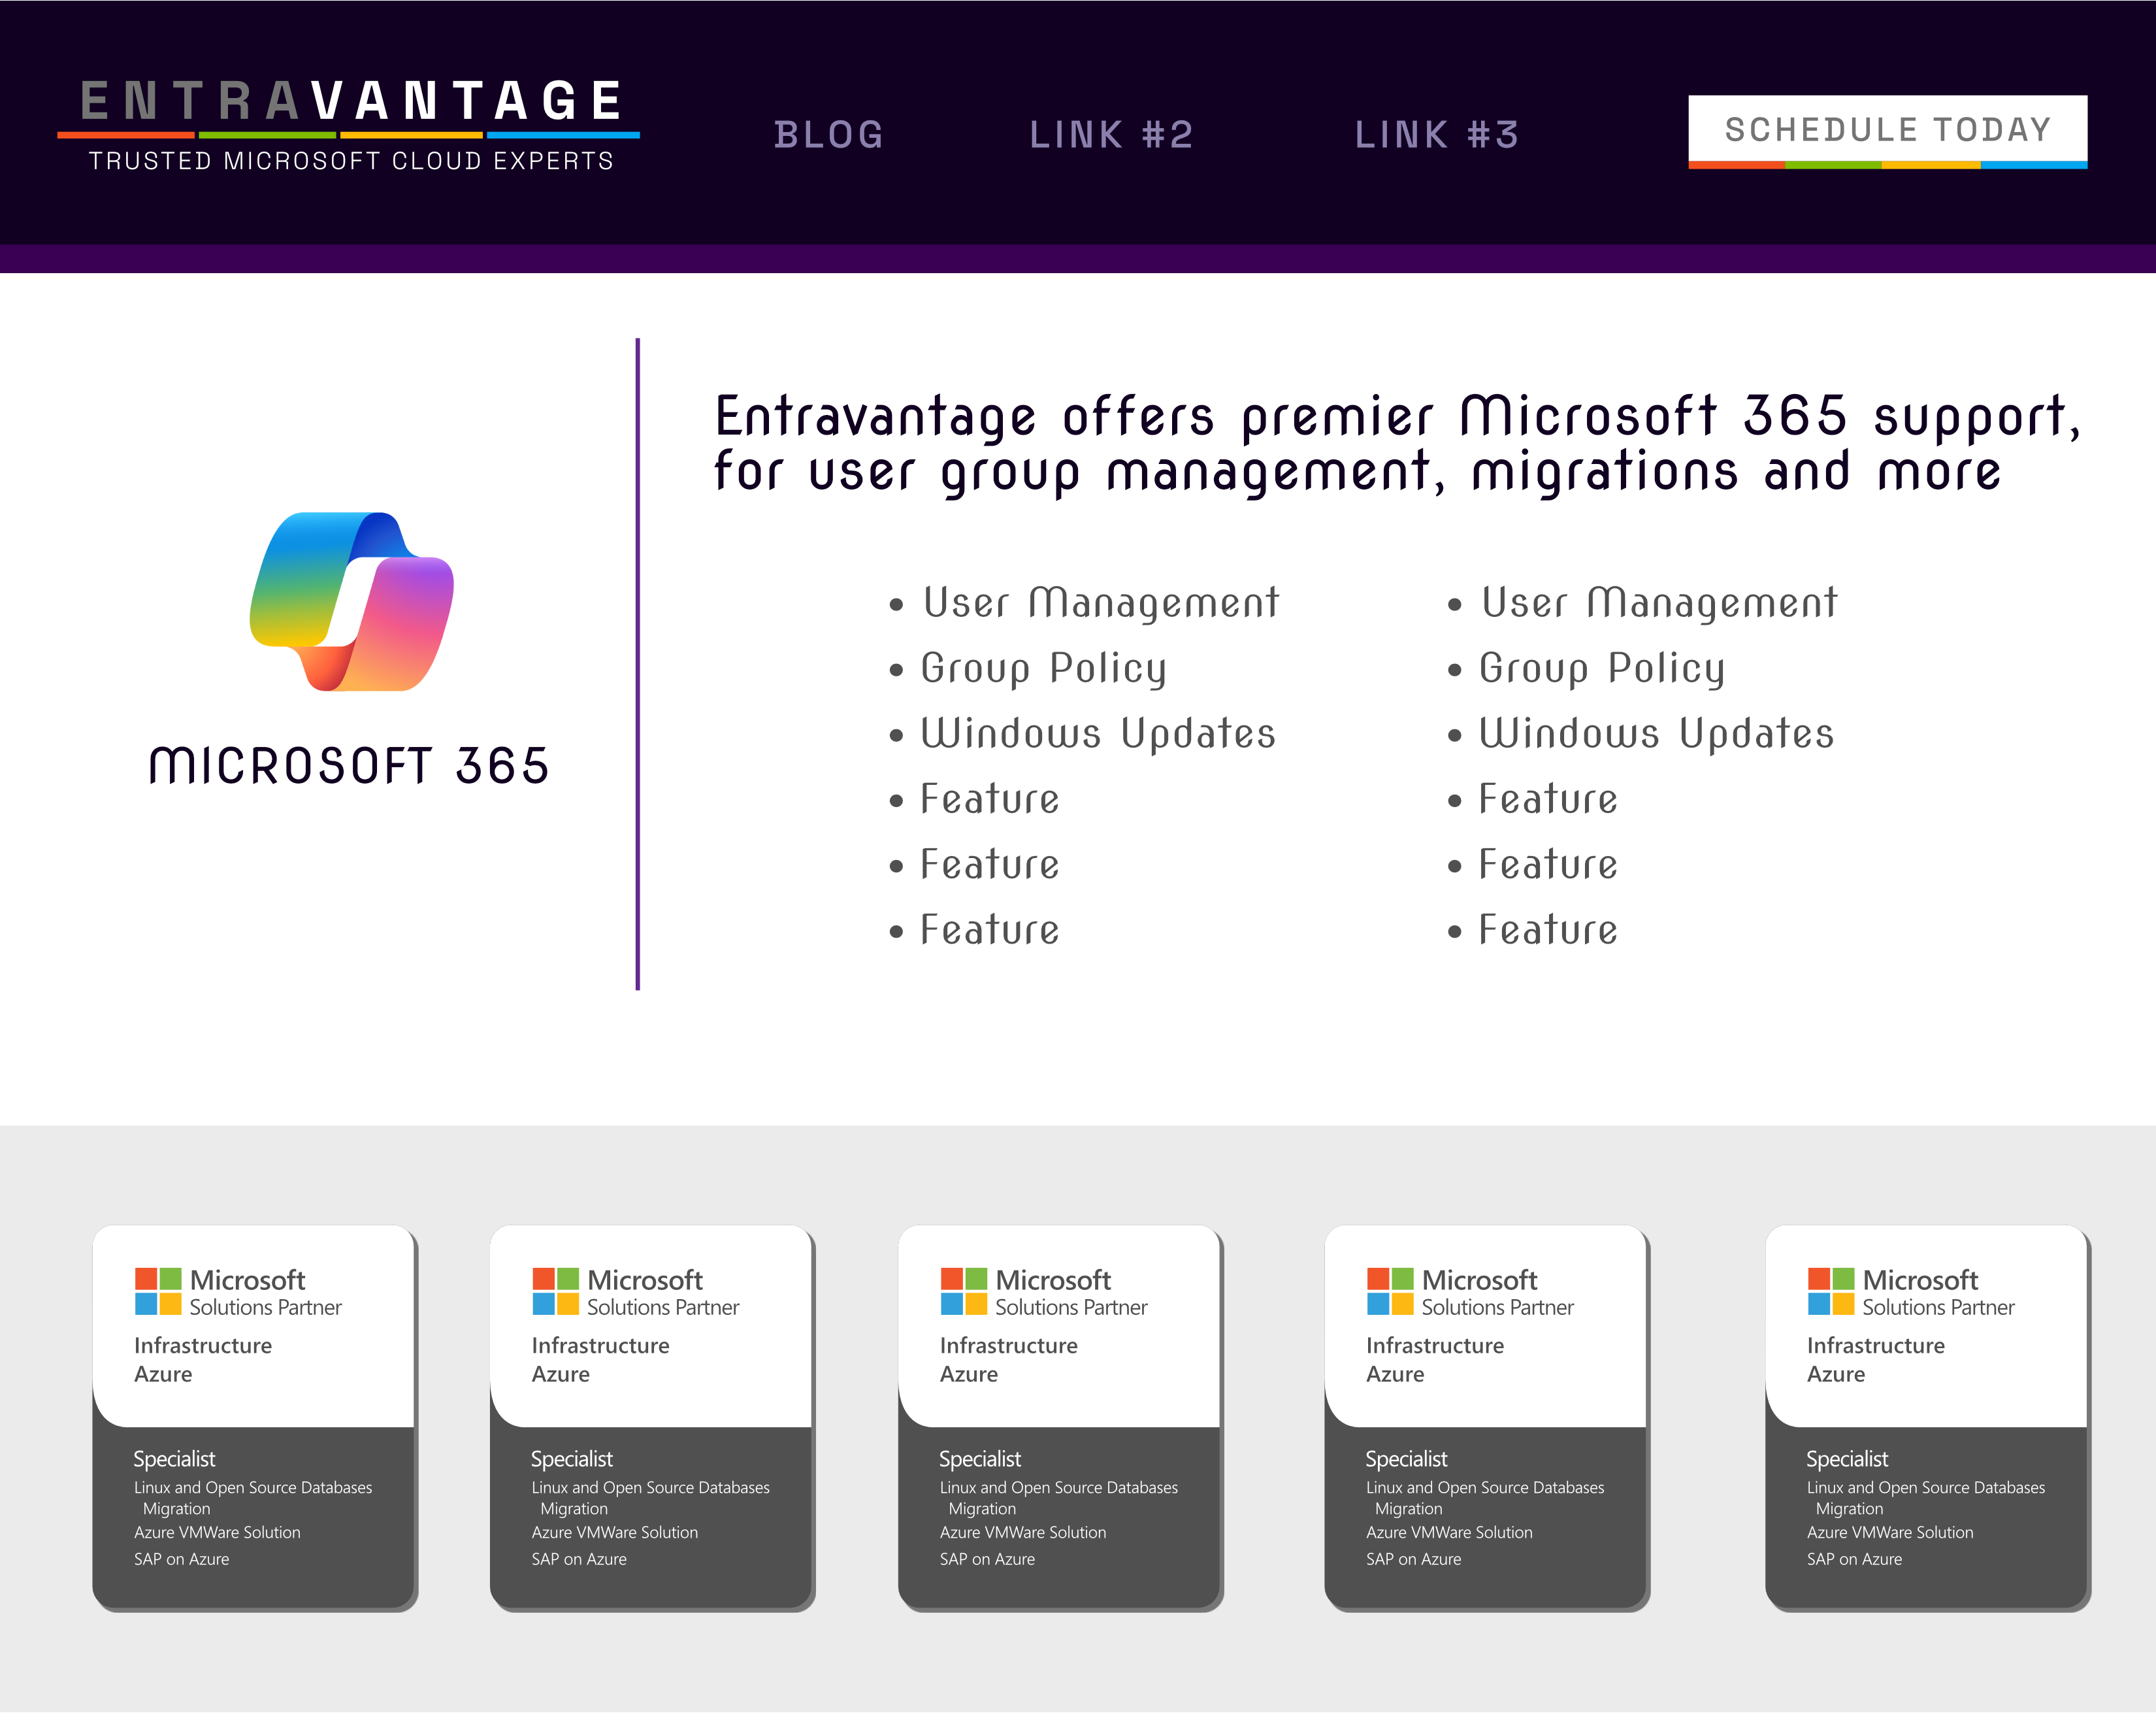 ENTRAVANTAGE
TRUSTED MICROSOFT CLOUD EXPERTS
BLOG
LINK #2
LINK #3
SCHEDULE TODAY
Entravantage offers premier Microsoft 365 support,
for user group management, migrations and more
MICROSOFT 365
• User Management
• Group Policy
• Windows Updates
• Feature
• Feature
• Feature
• User Management
• Group Policy
• Windows Updates
• Feature
• Feature
• Feature
Microsoft
Solutions Partner
Infrastructure
Azure
Specialist
Linux and Open Source Databases
Migration
Azure VMWare Solution
SAP on Azure
Microsoft
Solutions Partner
Infrastructure
Azure
Specialist
Linux and Open Source Databases
Migration
Azure VMWare Solution
SAP on Azure
Microsoft
Solutions Partner
Infrastructure
Azure
Specialist
Linux and Open Source Databases
Migration
Azure VMWare Solution
SAP on Azure
Microsoft
Solutions Partner
Infrastructure
Azure
Specialist
Linux and Open Source Databases
Migration
Azure VMWare Solution
SAP on Azure
Microsoft
Solutions Partner
Infrastructure
Azure
Specialist
Linux and Open Source Databases
Migration
Azure VMWare Solution
SAP on Azure